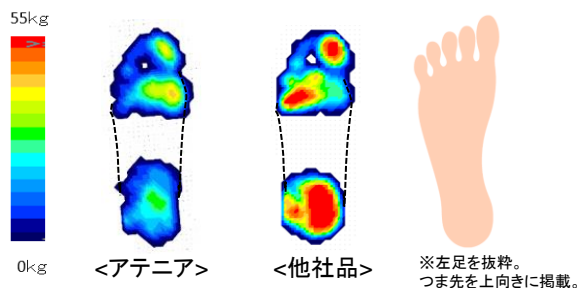 55kg
0kg
<アテニア>
<他社品>
※左足を抜粋。
つま先を上向きに掲載。